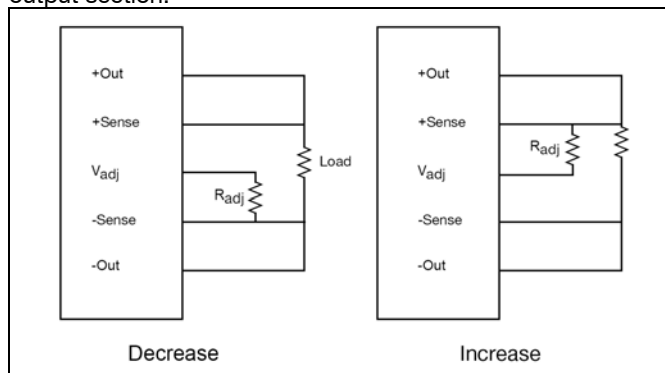 output section.
+Out
+Sense
Vadj
-Sense
-Out
Radj
Load
Decrease
+Out
+Sense
Vadj
-Sense
-Out
Radj
Increase